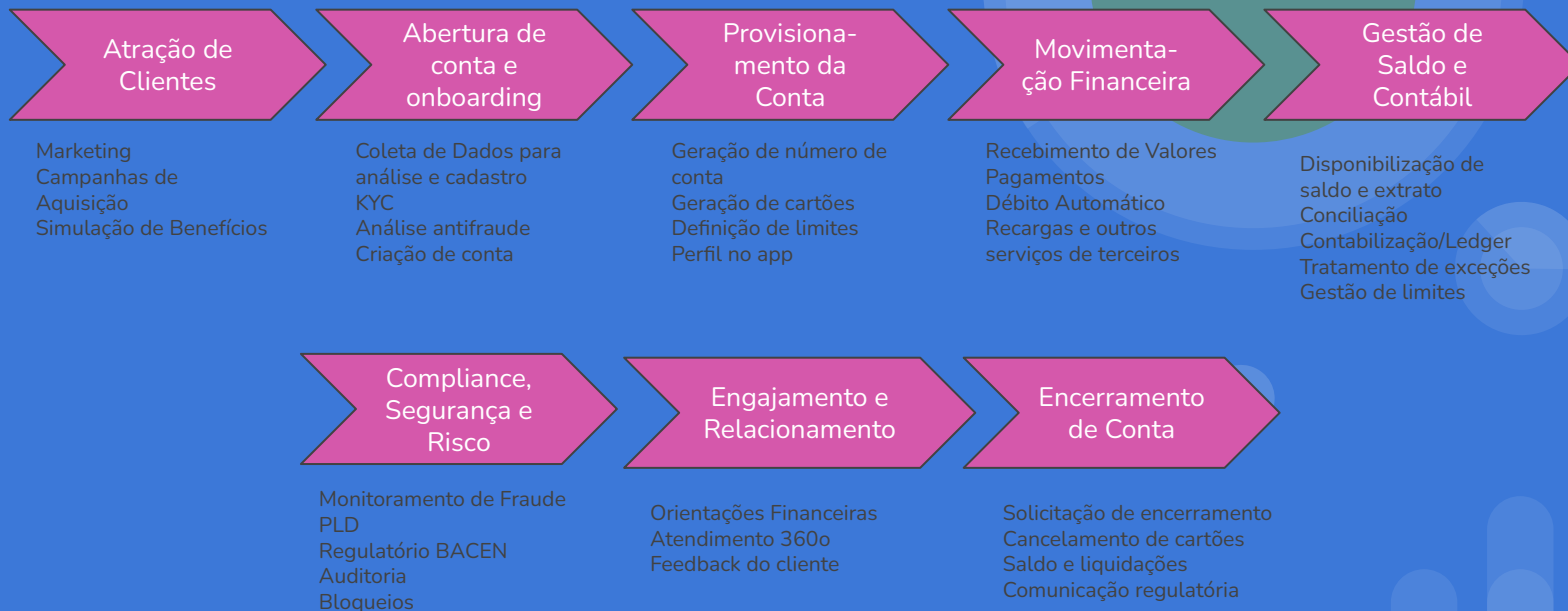 Atração de
Clientes
Marketing
Campanhas de
Aquisição
Simulação de Benefícios
Abertura de
conta e
onboarding
Coleta de Dados para
análise e cadastro
KYC
Análise antifraude
Criação de conta
Provisiona-
mento da
Conta
Geração de número de
conta
Geração de cartões
Definição de limites
Perfil no app
Movimenta-
ção Financeira
Recebimento de Valores
Pagamentos
Débito Automático
Recargas e outros
serviços de terceiros
Gestão de
Saldo e
Contábil
Disponibilização de
saldo e extrato
Conciliação
Contabilização/Ledger
Tratamento de exceções
Gestão de limites
Compliance,
Segurança e
Risco
Monitoramento de Fraude
PLD
Regulatório BACEN
Auditoria
Bloqueios
Engajamento e
Relacionamento
Orientações Financeiras
Atendimento 360o
Feedback do cliente
Encerramento
de Conta
Solicitação de encerramento
Cancelamento de cartões
Saldo e liquidações
Comunicação regulatória